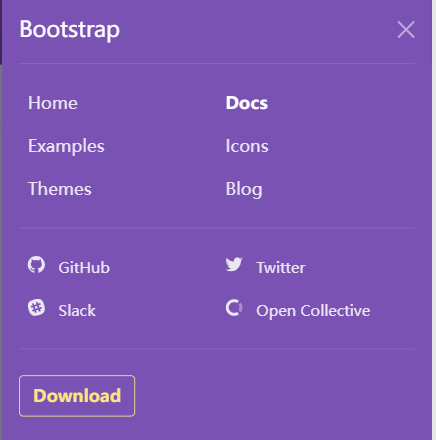 Bootstrap
Home Docs
Examples Icons
Themes Blog
GitHub Twitter
Slack Open Collective
Download